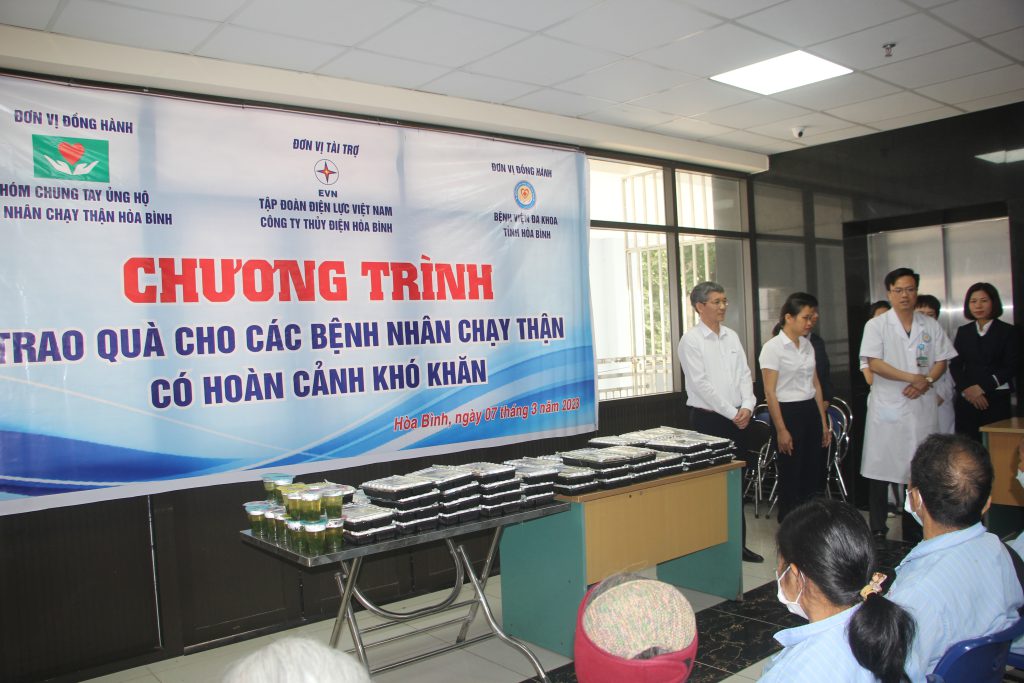 ĐƠN VỊ ĐỒNG HÀNH
HÓM CHUNG TAY ỦNG HỘ
NHÂN CHẠY THẬN HÒA BÌNH
ĐƠN VỊ TÀI TRỢ
EVN
TẬP ĐOÀN ĐIỆN LỰC VIỆT NAM
CÔNG TY THỦY ĐIỆN HÒA BÌNH
ĐƠN VỊ ĐỒNG HÀNH
BỆNH VIỆN ĐA KHOA
TỈNH HÒA BÌNH
CHƯƠNG TRÌNH
TRAO QUÀ CHO CÁC BỆNH NHÂN CHẠY THẬN
CÓ HOÀN CẢNH KHÓ KHĂN
Hòa Bình, ngày 07 tháng 3 năm 2023